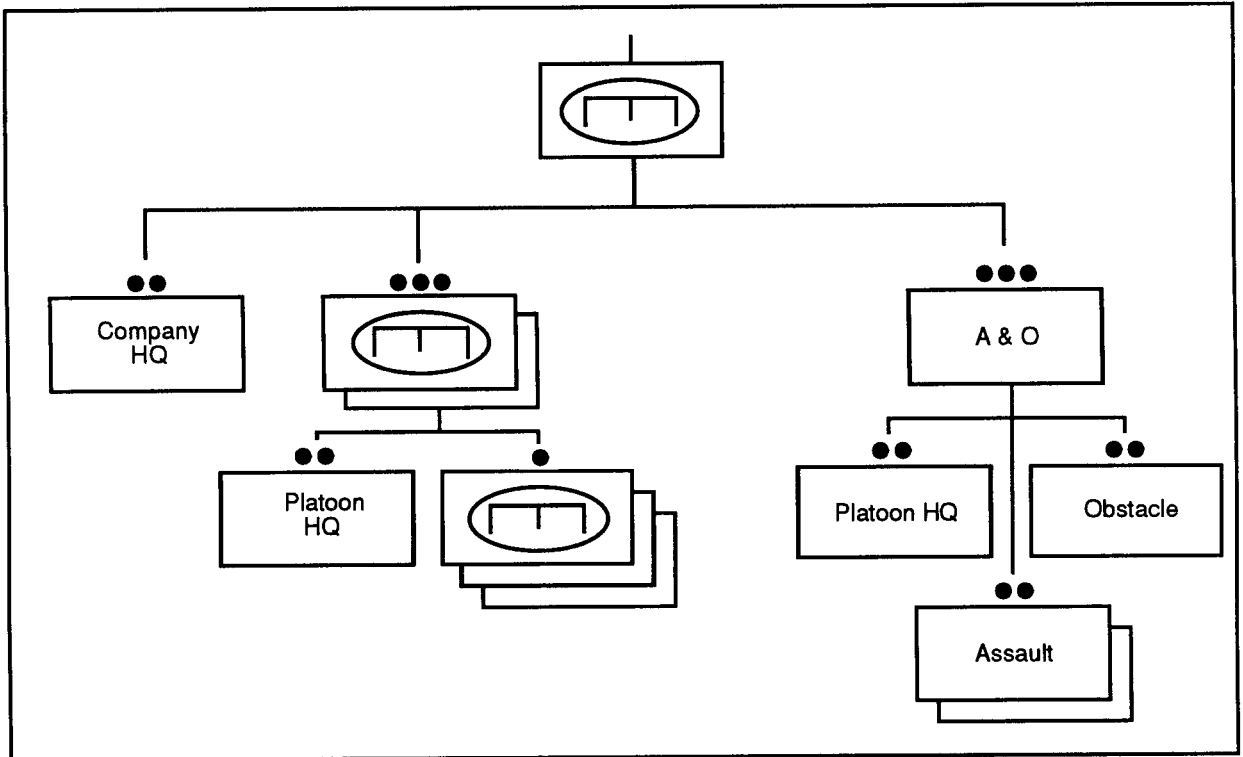 Company
HQ
A & O
Platoon
HQ
Platoon HQ
Obstacle
Assault